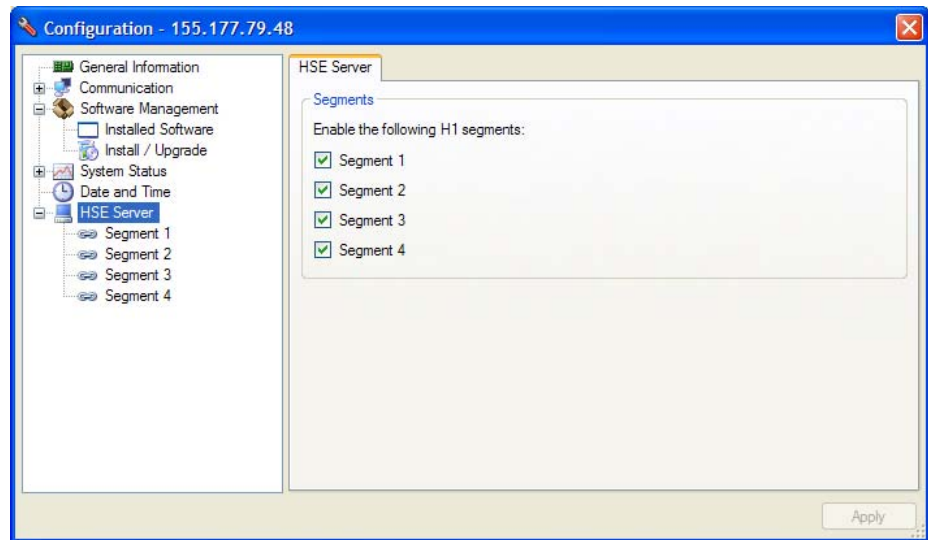 Configuration - 155.177.79.48
General Information
Communication
Software Management
Installed Software
Install / Upgrade
System Status
Date and Time
HSE Server
Segment 1
Segment 2
Segment 3
Segment 4
HSE Server
Segments
Enable the following H1 segments:
Segment 1
Segment 2
Segment 3
Segment 4
Apply